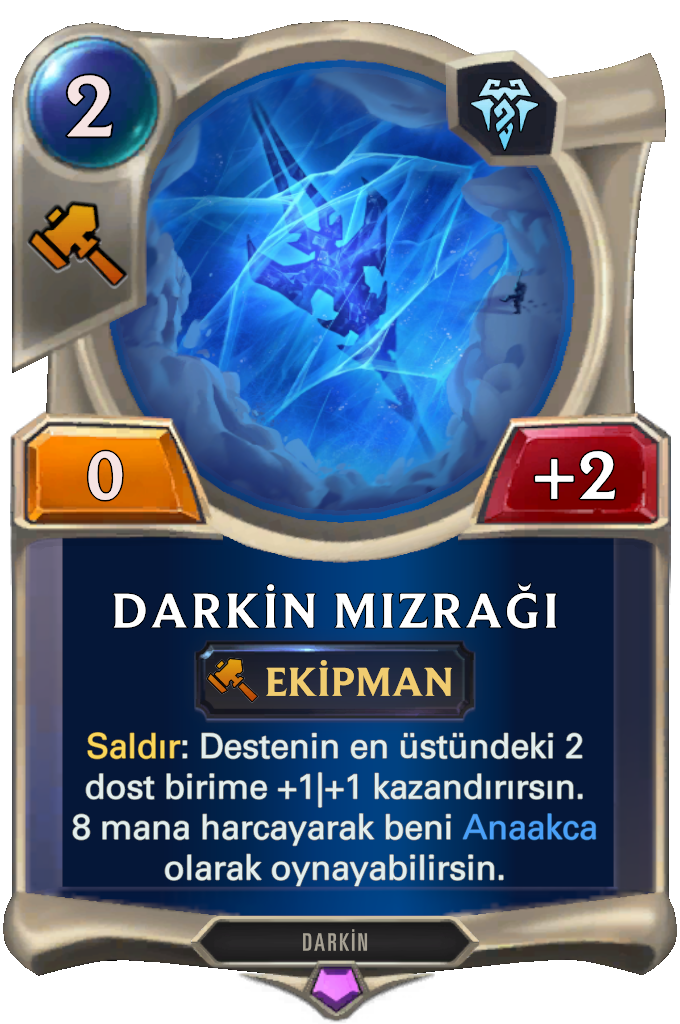 2
0
+2
DARKİN MIZRAĞI
EKİPMAN
Saldır: Destenin en üstündeki 2
dost birime +1|+1 kazandırırsın.
8 mana harcayarak beni Anaakca
olarak oynayabilirsin.
DARKİN